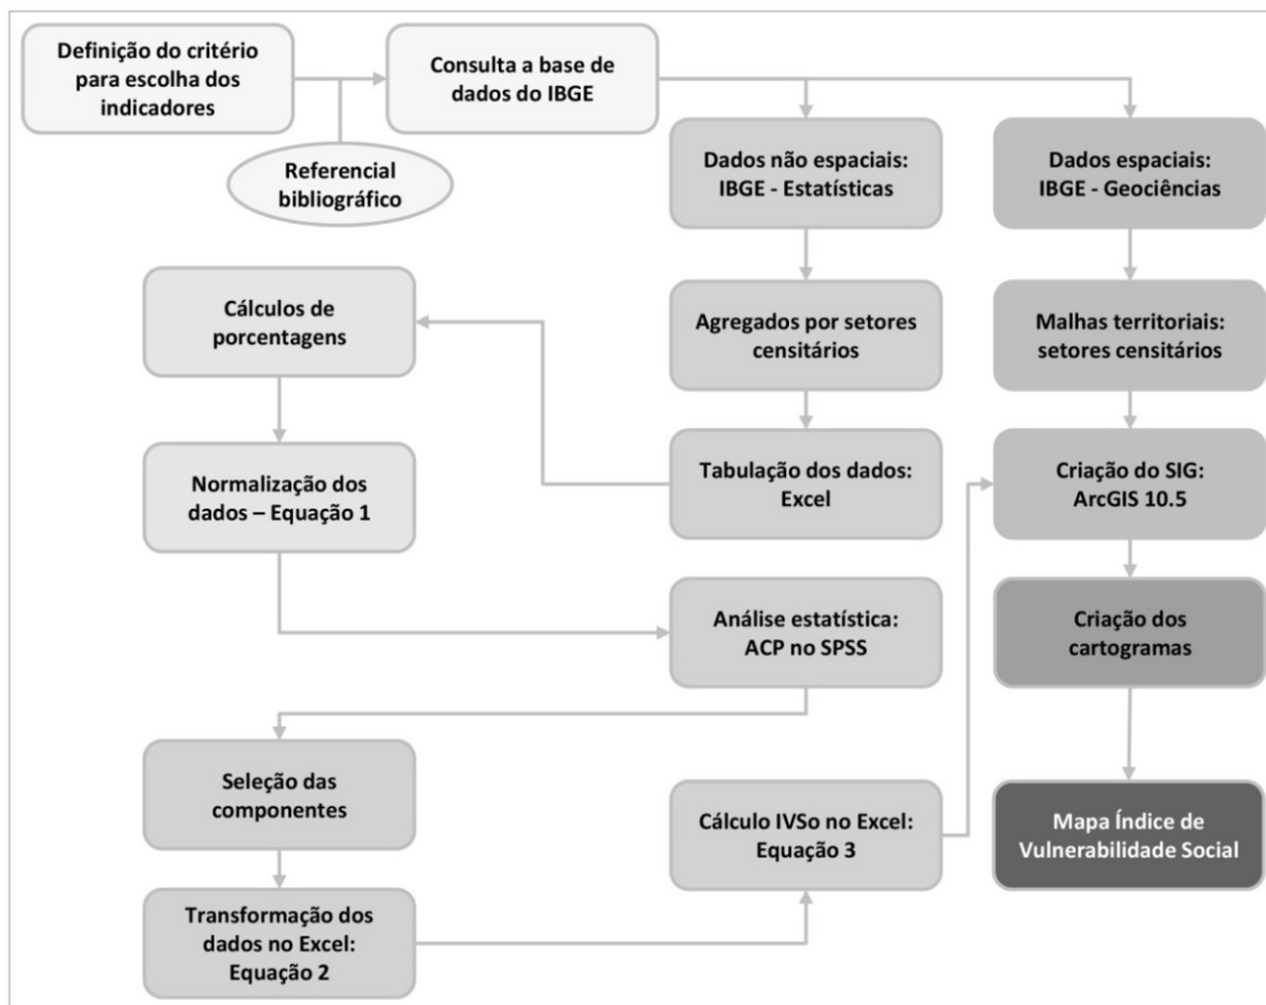 Definição do critério
para escolha dos
indicadores
Consulta a base de
dados do IBGE
Referencial
bibliográfico
Dados não espaciais:
IBGE - Estatísticas
Dados espaciais:
IBGE - Geociências
Cálculos de
porcentagens
Agregados por setores
censitários
Malhas territoriais:
setores censitários
Normalização dos
dados – Equação 1
Tabulação dos dados:
Excel
Criação do SIG:
ArcGIS 10.5
Análise estatística:
ACP no SPSS
Criação dos
cartogramas
Seleção das
componentes
Cálculo IVSo no Excel:
Equação 3
Mapa Índice de
Vulnerabilidade Social
Transformação dos
dados no Excel:
Equação 2